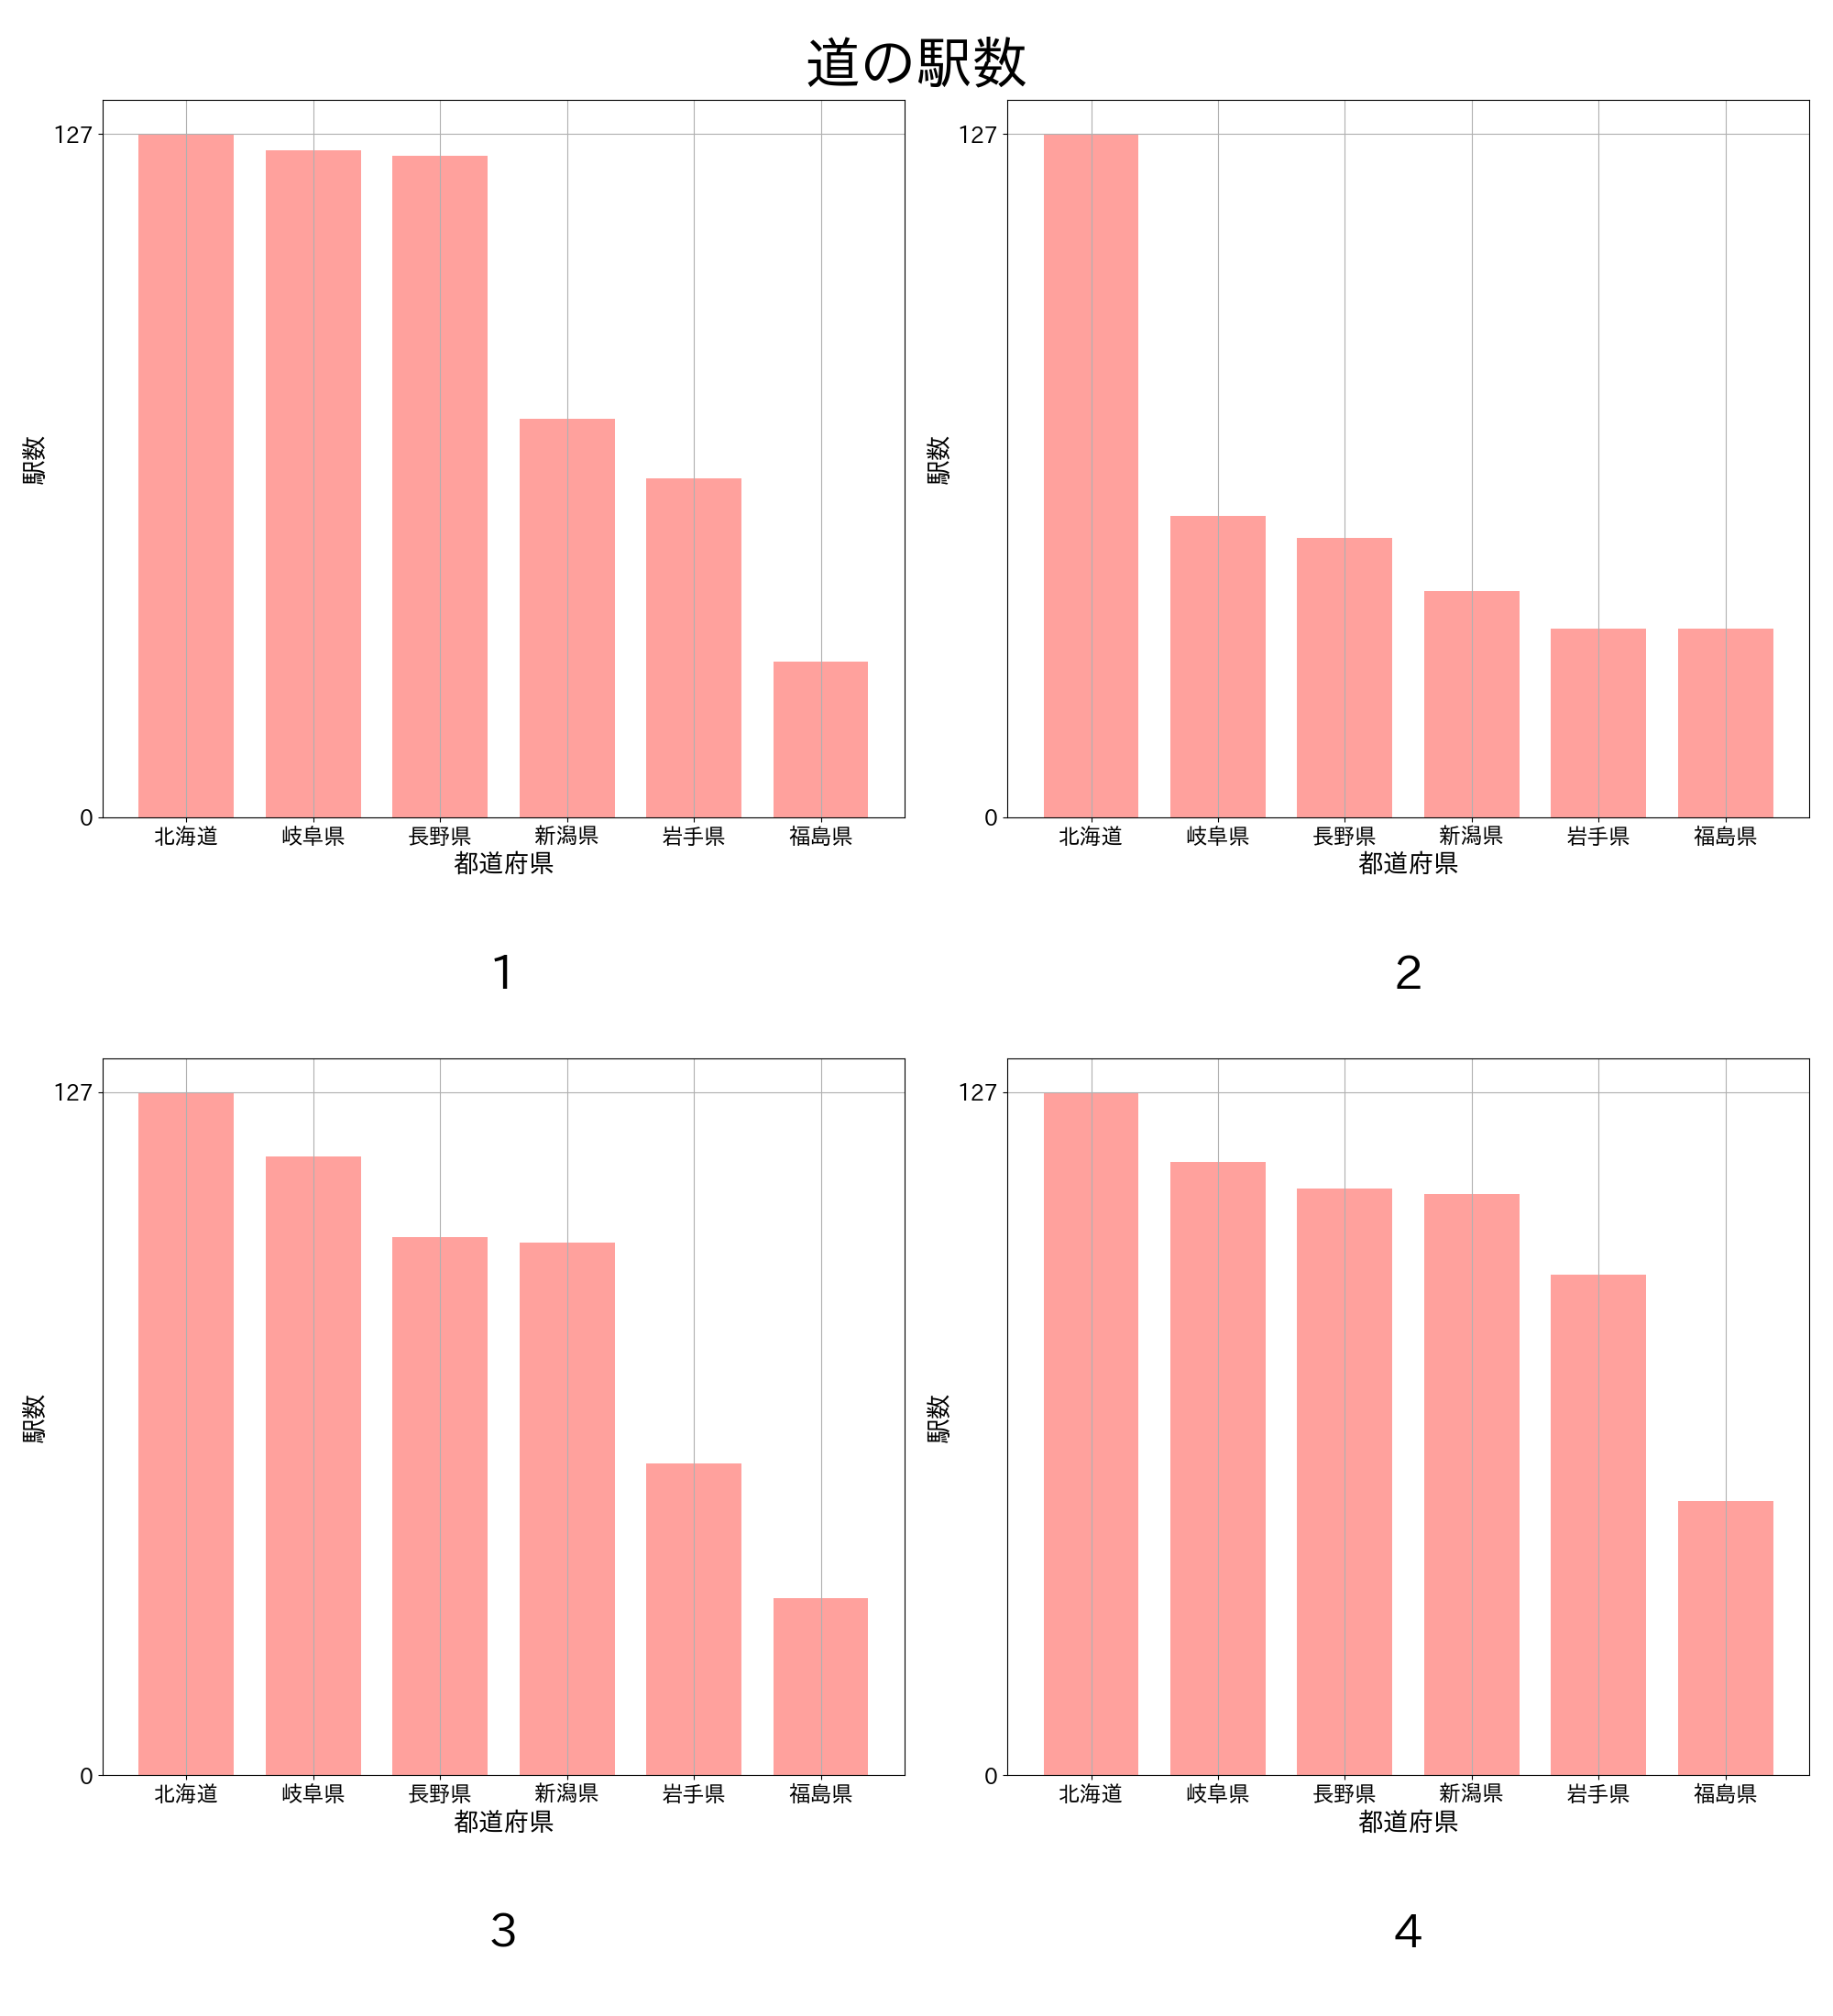 道の駅数
127
0
駅数
北海道 岐阜県 長野県 新潟県 岩手県 福島県
都道府県
1
127
0
駅数
北海道 岐阜県 長野県 新潟県 岩手県 福島県
都道府県
2
127
0
駅数
北海道 岐阜県 長野県 新潟県 岩手県 福島県
都道府県
3
127
0
駅数
北海道 岐阜県 長野県 新潟県 岩手県 福島県
都道府県
4